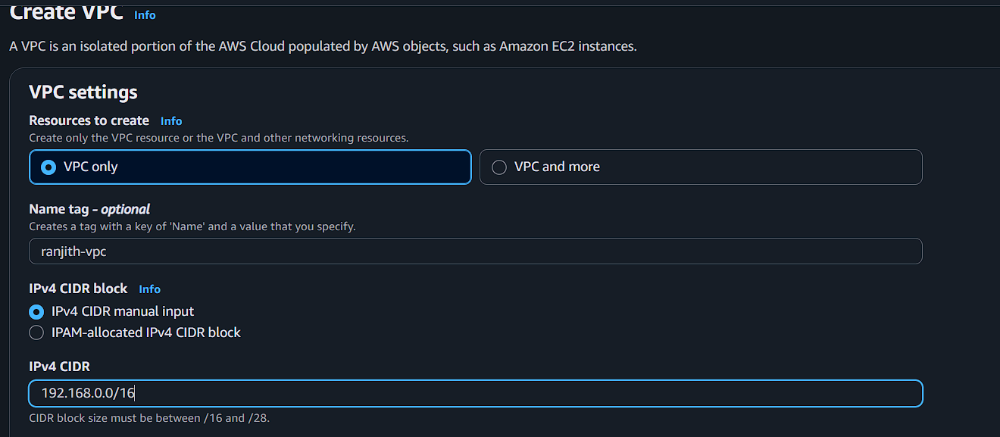 Create VPC Info
A VPC is an isolated portion of the AWS Cloud populated by AWS objects, such as Amazon EC2 instances.
VPC settings
Resources to create Info
Create only the VPC resource or the VPC and other networking resources.
VPC only
VPC and more
Name tag - optional
Creates a tag with a key of 'Name' and a value that you specify.
ranjith-vpc
IPv4 CIDR block Info
IPv4 CIDR manual input
IPAM-allocated IPv4 CIDR block
IPv4 CIDR
192.168.0.0/16
CIDR block size must be between /16 and /28.